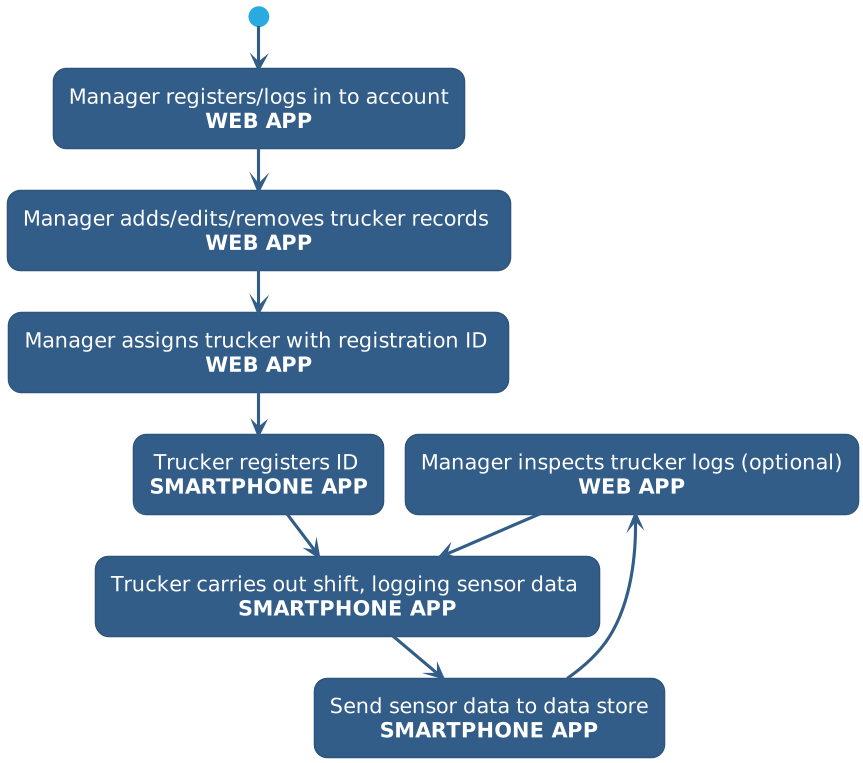 Manager registers/logs in to account
WEB APP
Manager adds/edits/removes trucker records
WEB APP
Manager assigns trucker with registration ID
WEB APP
Trucker registers ID
SMARTPHONE APP
Manager inspects trucker logs (optional)
WEB APP
Trucker carries out shift, logging sensor data
SMARTPHONE APP
Send sensor data to data store
SMARTPHONE APP